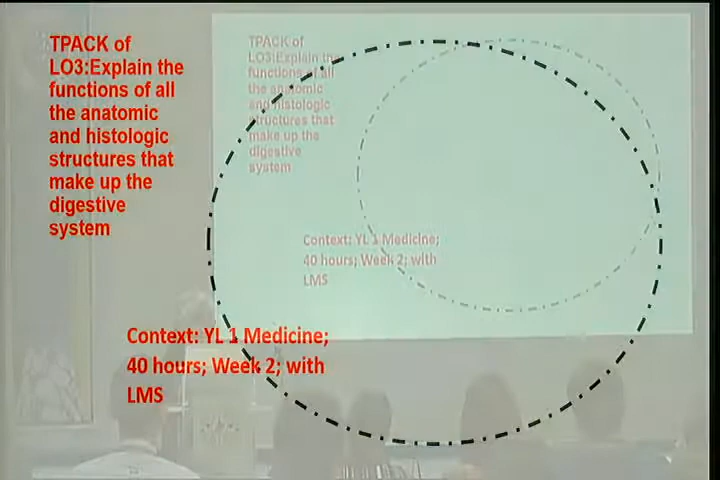 TPACK of
LO3:Explain the
functions of all
the anatomic
and histologic
structures that
make up the
digestive
system
Context: YL 1 Medicine;
40 hours; Week 2; with
LMS
TPACK of
LO3:Explain the
functions of all
the anatomic
and histologic
structures that
make up the
digestive
system
Context: YL 1 Medicine;
40 hours; Week 2; with
LMS